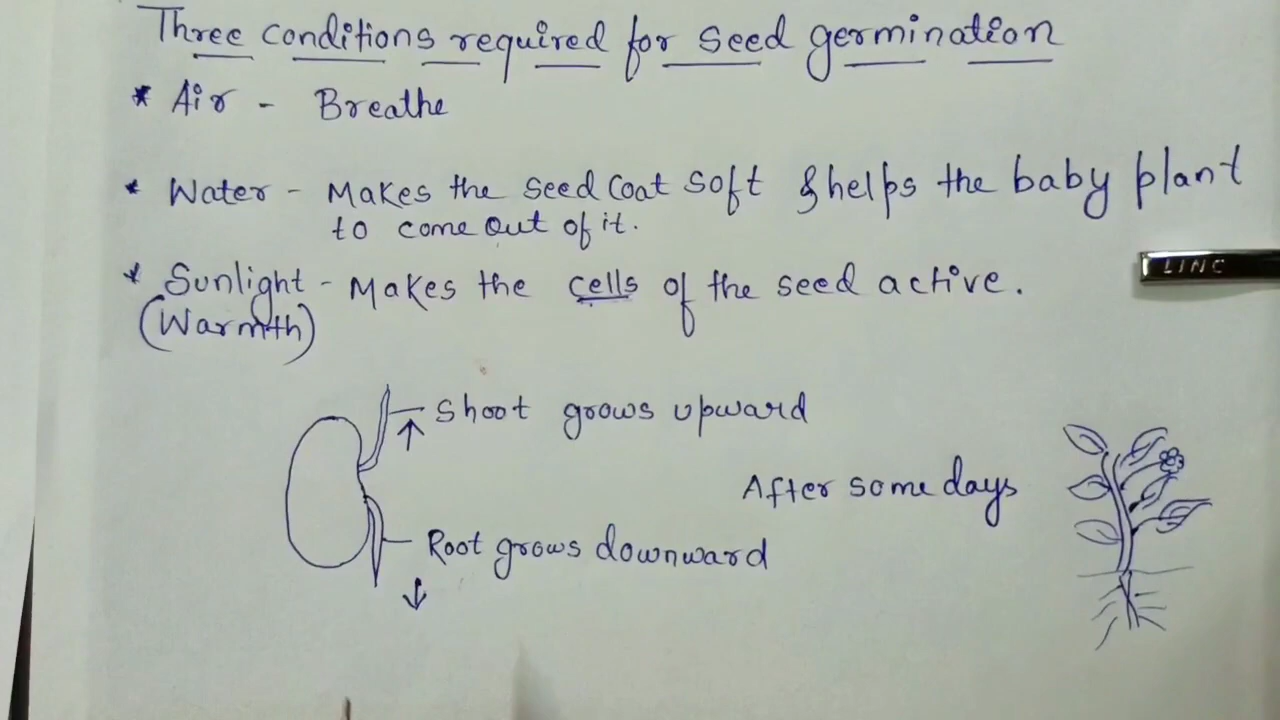 Three conditions required for seed germination
* Air - Breathe
* Water - Makes the seed coat soft & helps the baby plant
to come out of it.
* Sunlight - Makes the cells of the seed active.
(Warmth)
LINC
Shoot grows upward
After some days
Root grows downward